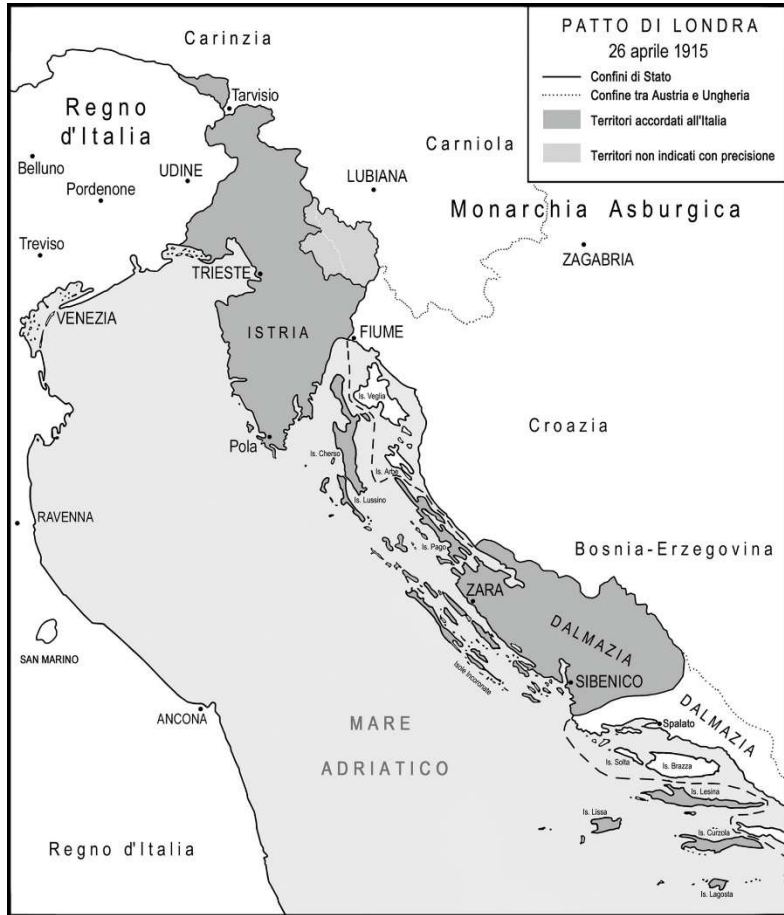 PATTO DI LONDRA
26 aprile 1915
Confini di Stato
Confine tra Austria e Ungheria
Territori accordati all'Italia
Territori non indicati con precisione
Carinzia
Tarvisio
Regno
d'Italia
Belluno
Pordenone
UDINE
Carniola
LUBIANA
Monarchia Asburgica
Treviso
ZAGABRIA
TRIESTE
VENEZIA
ISTRIA
FIUME
Is. Veglia
Pola
Is. Cherso
Croazia
Is. Arbe
Is. Lussino
RAVENNA
Is. Pago
Bosnia-Erzegovina
ZARA
DALMAZIA
SAN MARINO
Isole Incoronate
SIBENICO
DALMAZIA
ANCONA
MARE
ADRIATICO
Spalato
Is. Solta
Is. Brazza
Is. Lesina
Is. Lissa
Is. Curzola
Regno d'Italia
Is. Lagosta